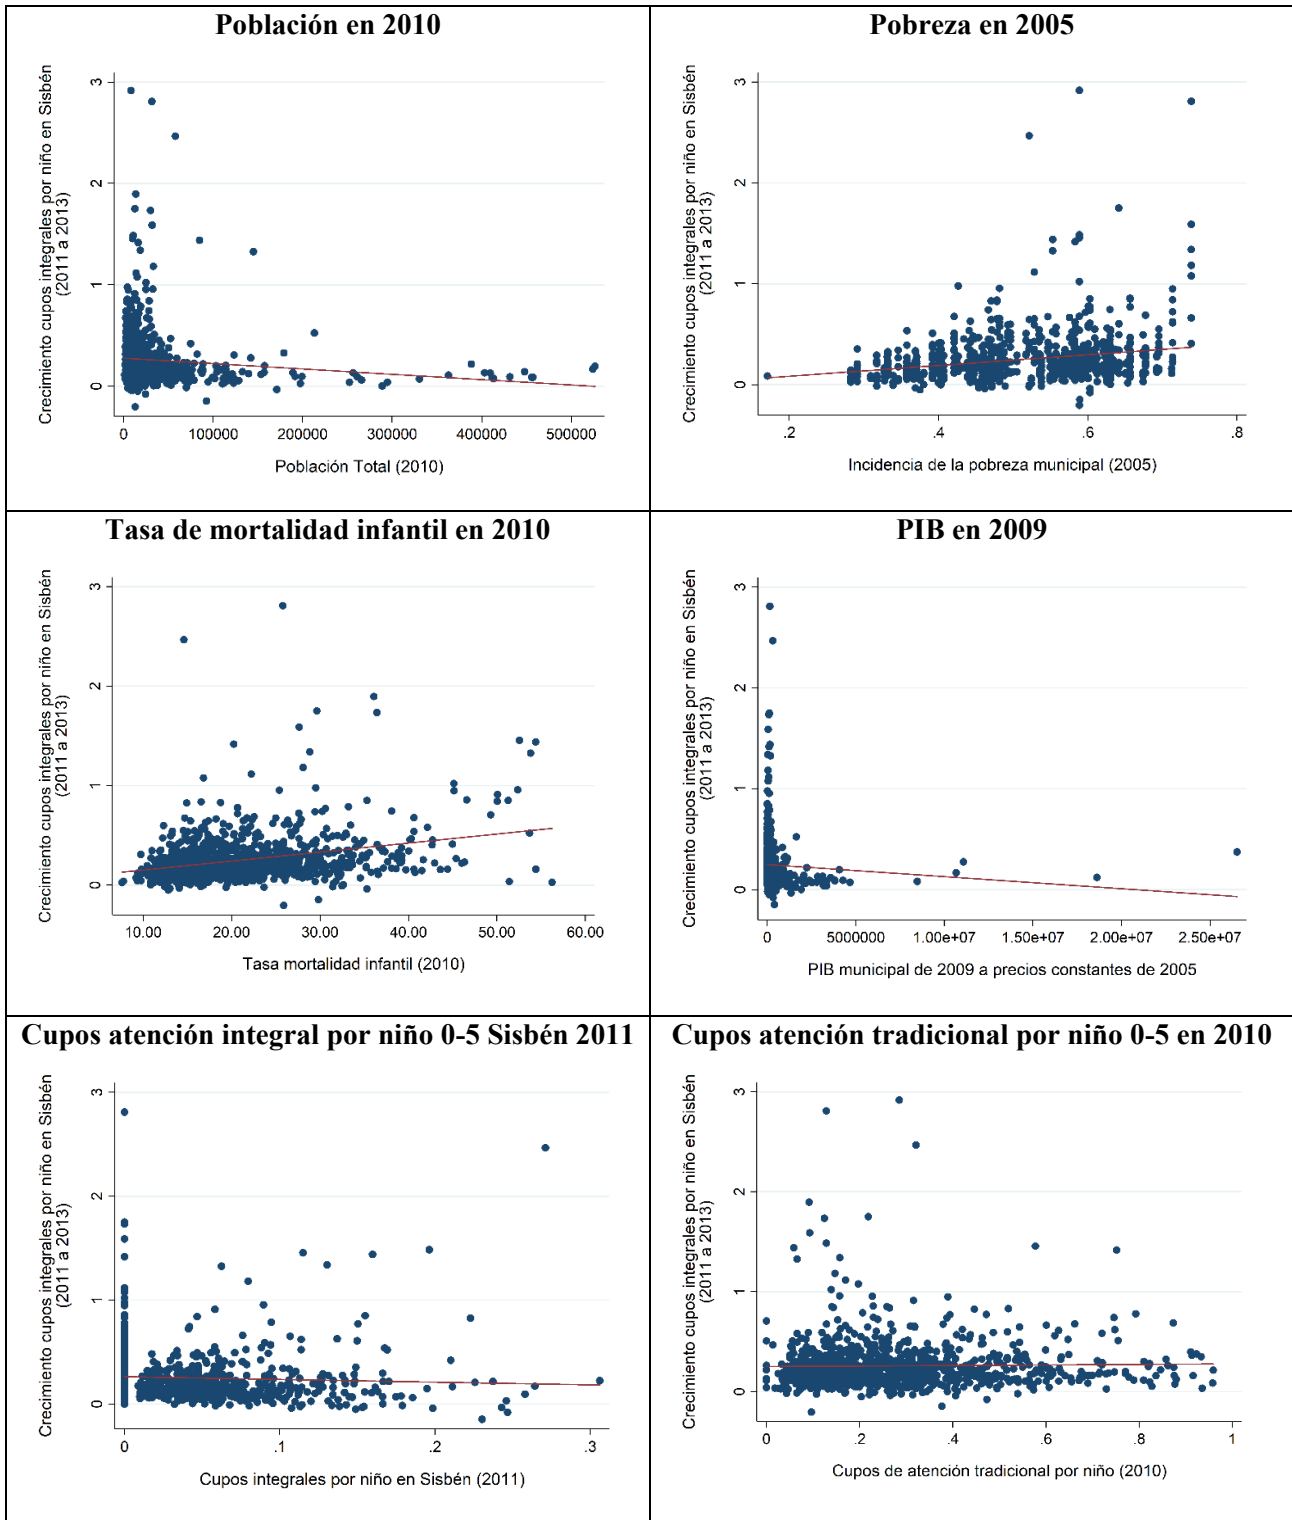 Población en 2010
Crecimiento cupos integrales por niño en Sisbén
(2011 a 2013)
3
2
1
0
0 100000 200000 300000 400000 500000
Población Total (2010)
Pobreza en 2005
Crecimiento cupos integrales por niño en Sisbén
(2011 a 2013)
3
2
1
0
.2 .4 .6 .8
Incidencia de la pobreza municipal (2005)
Tasa de mortalidad infantil en 2010
Crecimiento cupos integrales por niño en Sisbén
(2011 a 2013)
3
2
1
0
10.00 20.00 30.00 40.00 50.00 60.00
Tasa mortalidad infantil (2010)
PIB en 2009
Crecimiento cupos integrales por niño en Sisbén
(2011 a 2013)
3
2
1
0
0 5000000 1.00e+07 1.50e+07 2.00e+07 2.50e+07
PIB municipal de 2009 a precios constantes de 2005
Cupos atención integral por niño 0-5 Sisbén 2011
Crecimiento cupos integrales por niño en Sisbén
(2011 a 2013)
3
2
1
0
0 .1 .2 .3
Cupos integrales por niño en Sisbén (2011)
Cupos atención tradicional por niño 0-5 en 2010
Crecimiento cupos integrales por niño en Sisbén
(2011 a 2013)
3
2
1
0
0 .2 .4 .6 .8 1
Cupos de atención tradicional por niño (2010)